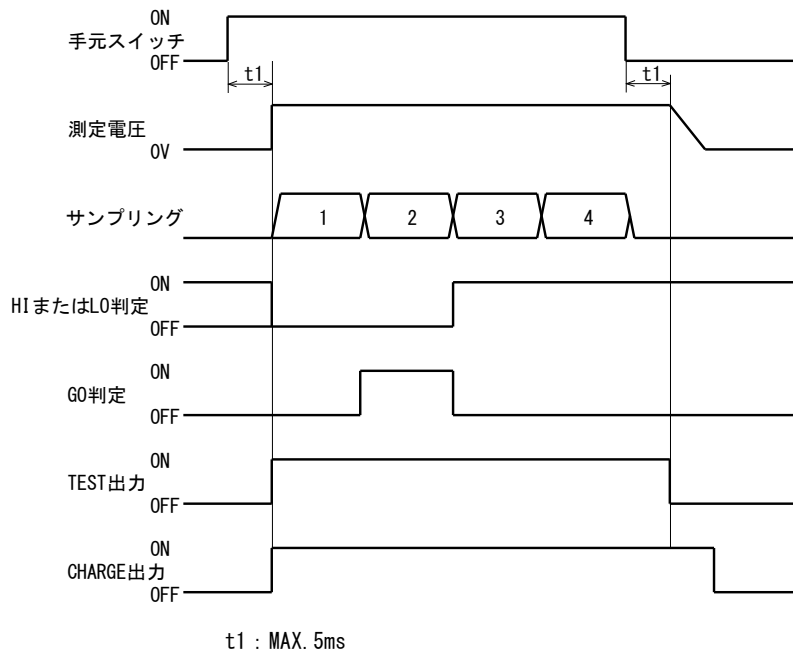 ON
手元スイッチ
OFF
t1
t1
測定電圧
0V
サンプリング
1 2 3 4
ON
HIまたはLO判定
OFF
ON
GO判定
OFF
ON
TEST出力
OFF
ON
CHARGE出力
OFF
t1 : MAX. 5ms